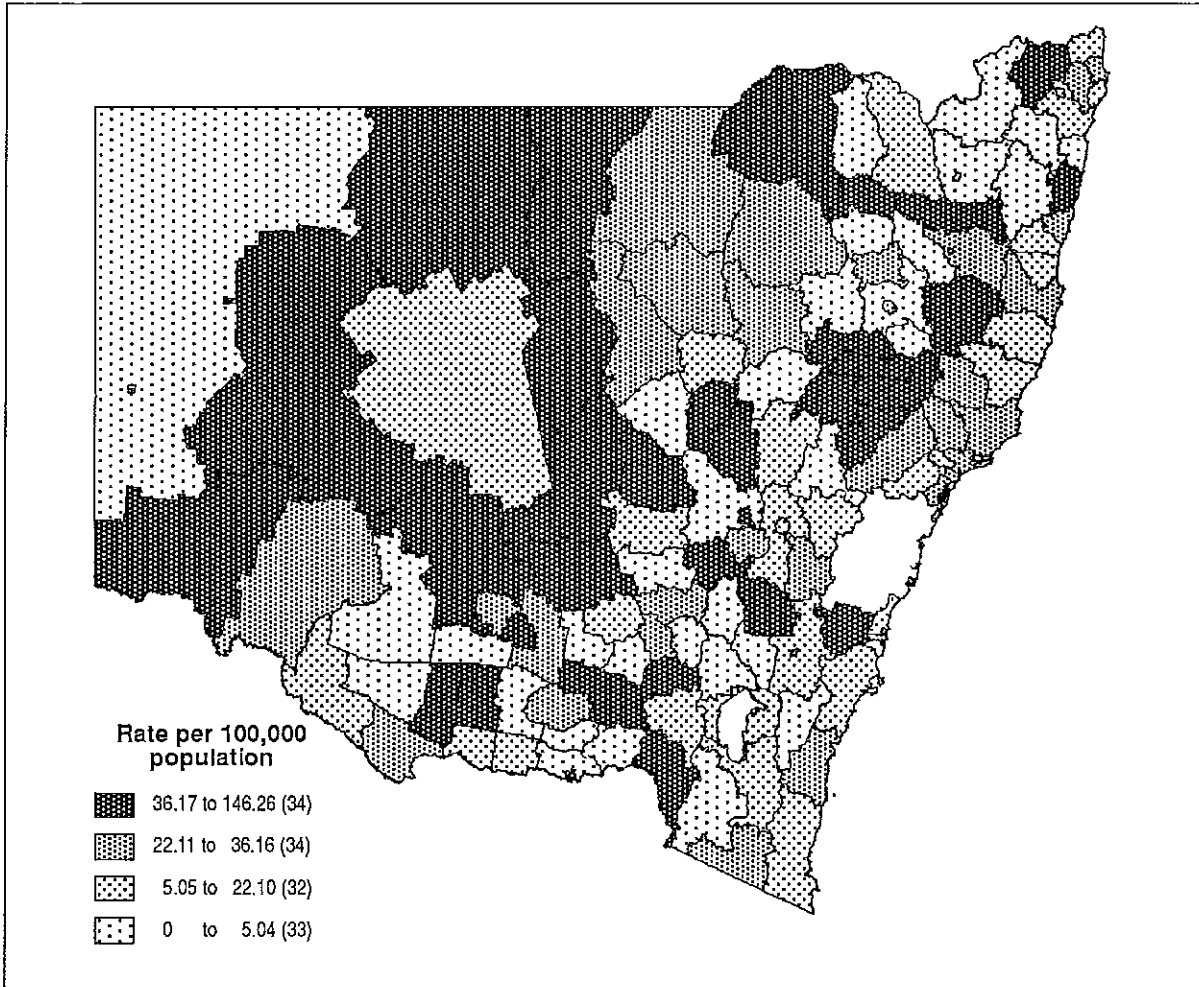 Rate per 100,000
population
36.17 to 146.26 (34)
22.11 to 36.16 (34)
5.05 to 22.10 (32)
0 to 5.04 (33)